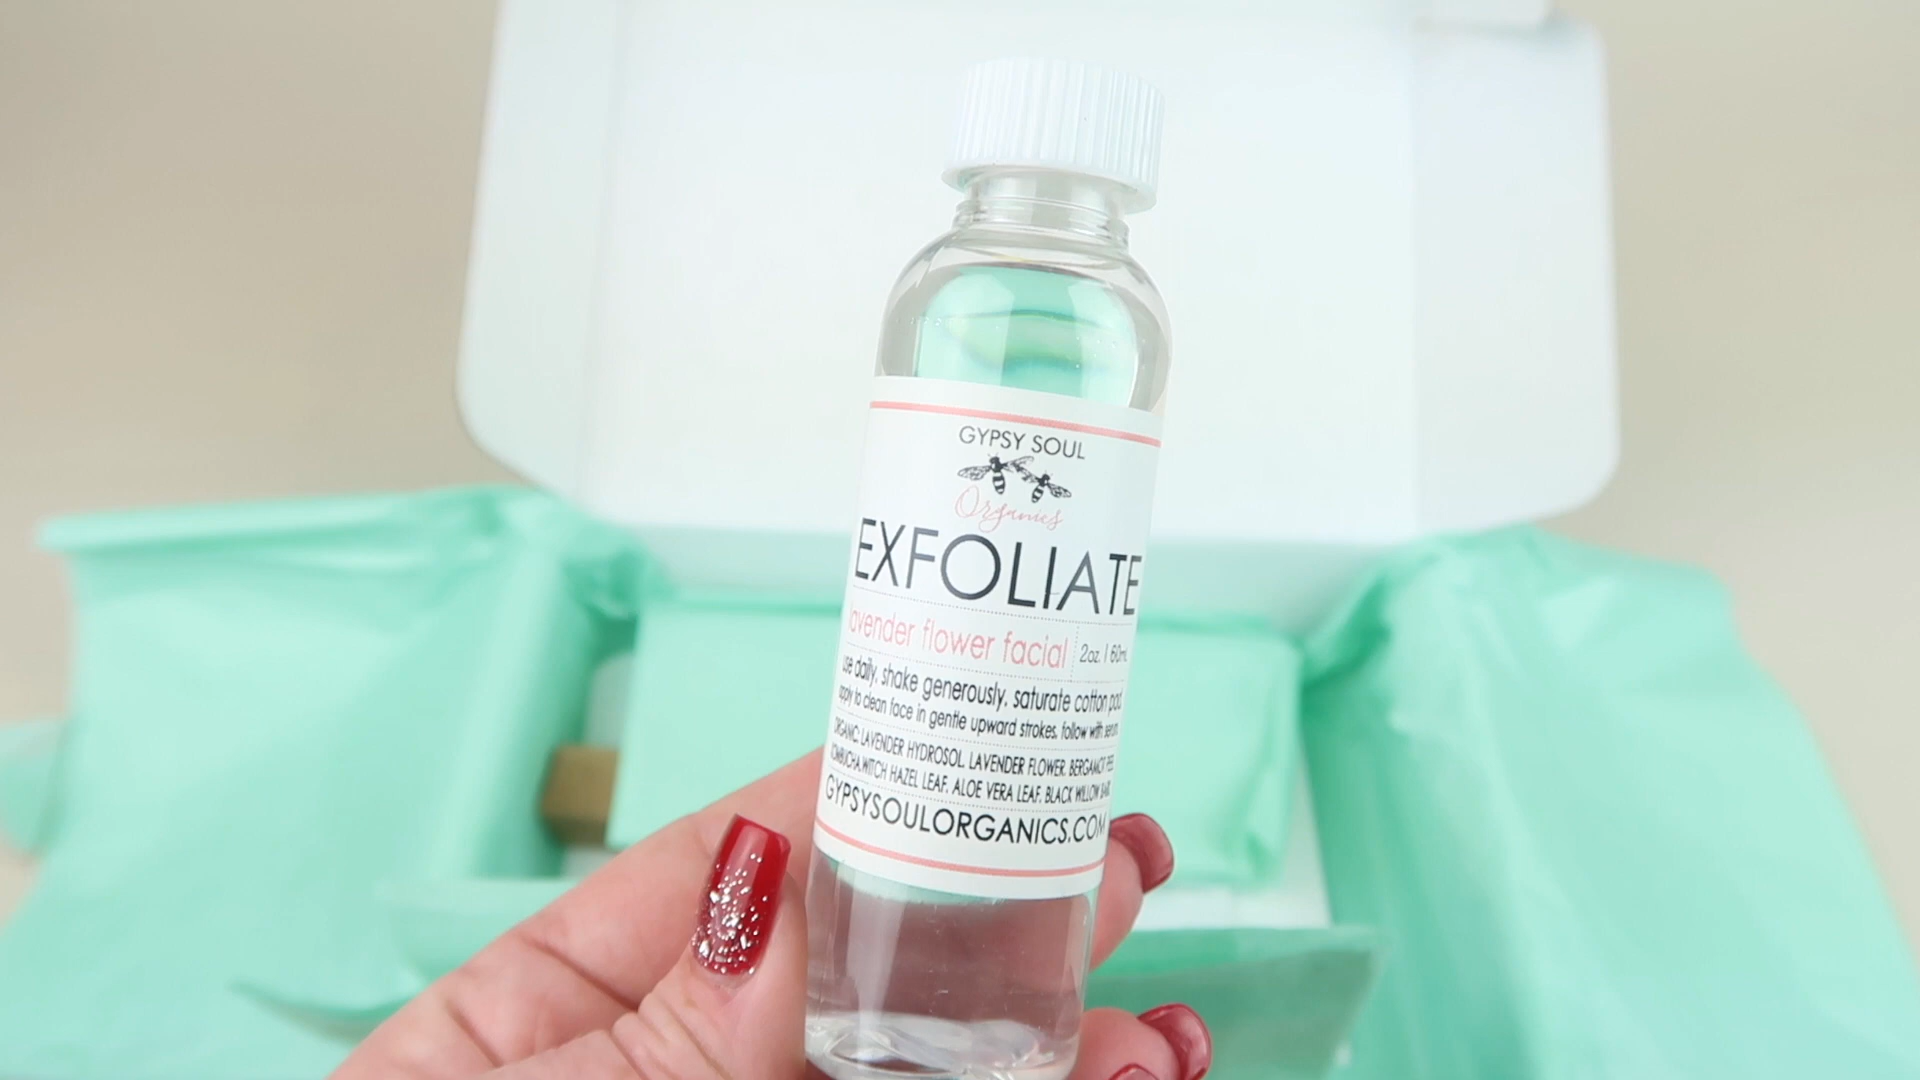 GYPSY SOUL
Organics
EXFOLIATE
lavender flower facial 2oz. | 60mL
use daily, shake generously, saturate cotton pad
apply to clean face in gentle upward strokes, follow with serum
ORGANIC: LAVENDER HYDROSOL, LAVENDER FLOWER, BERGAMOT PEEL
KOMBUCHA,WITCH HAZEL LEAF, ALOE VERA LEAF, BLACK WILLOW BARK
GYPSYSOULORGANICS.COM